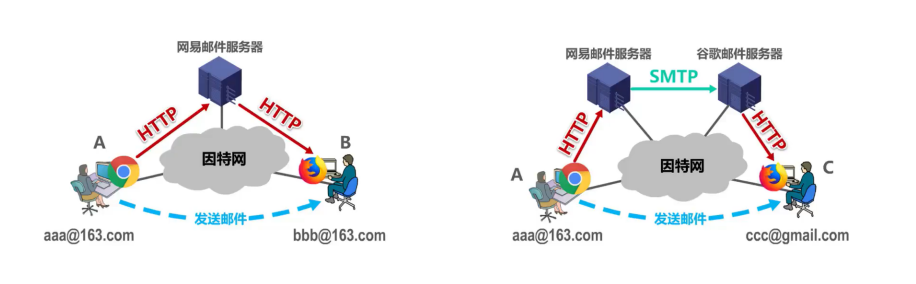 网易邮件服务器
HTTP
HTTP
A
B
因特网
发送邮件
aaa@163.com
bbb@163.com
网易邮件服务器
谷歌邮件服务器
SMTP
HTTP
HTTP
A
C
因特网
发送邮件
aaa@163.com
ccc@gmail.com